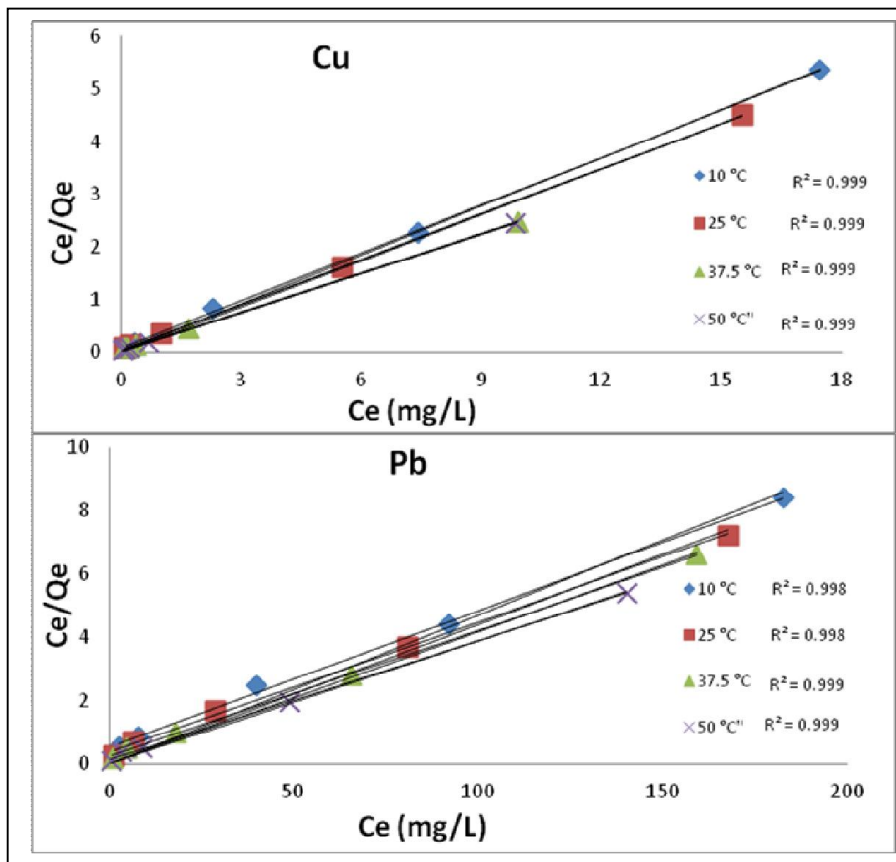 Cu
6
5
4
3
2
1
0
Ce/Qe
10 °C R² = 0.999
25 °C R² = 0.999
37.5 °C R² = 0.999
50 °C" R² = 0.999
0 3 6 9 12 15 18
Ce (mg/L)
Pb
10
8
6
4
2
0
Ce/Qe
10 °C R² = 0.998
25 °C R² = 0.998
37.5 °C R² = 0.999
50 °C" R² = 0.999
0 50 100 150 200
Ce (mg/L)